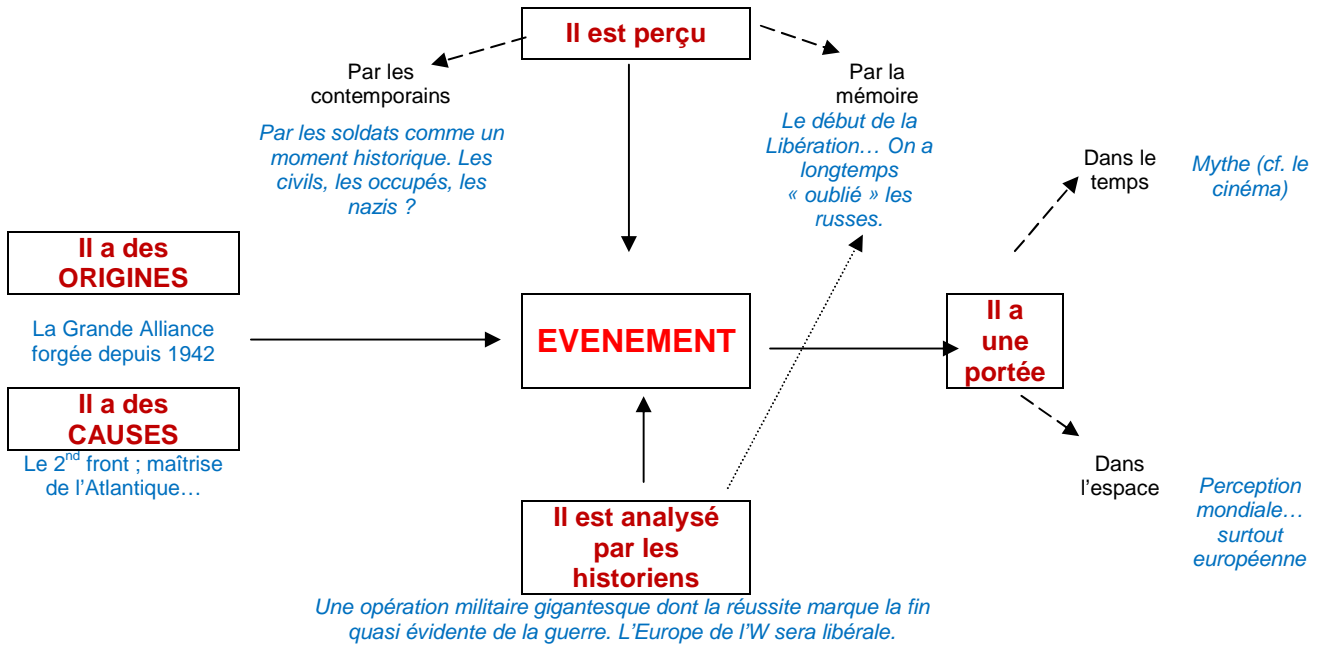 Il est perçu
Par les
contemporains
Par les soldats comme un
moment historique. Les
civils, les occupés, les
nazis ?
Par la
mémoire
Le début de la
Libération… On a
longtemps
« oublié » les
russes.
Dans le
temps
Mythe (cf. le
cinéma)
Il a des
ORIGINES
La Grande Alliance
forgée depuis 1942
Il a des
CAUSES
Le 2nd front ; maîtrise
de l’Atlantique…
EVENEMENT
Il a
une
portée
Dans
l’espace
Perception
mondiale…
surtout
européenne
Il est analysé
par les
historiens
Une opération militaire gigantesque dont la réussite marque la fin
quasi évidente de la guerre. L’Europe de l’W sera libérale.